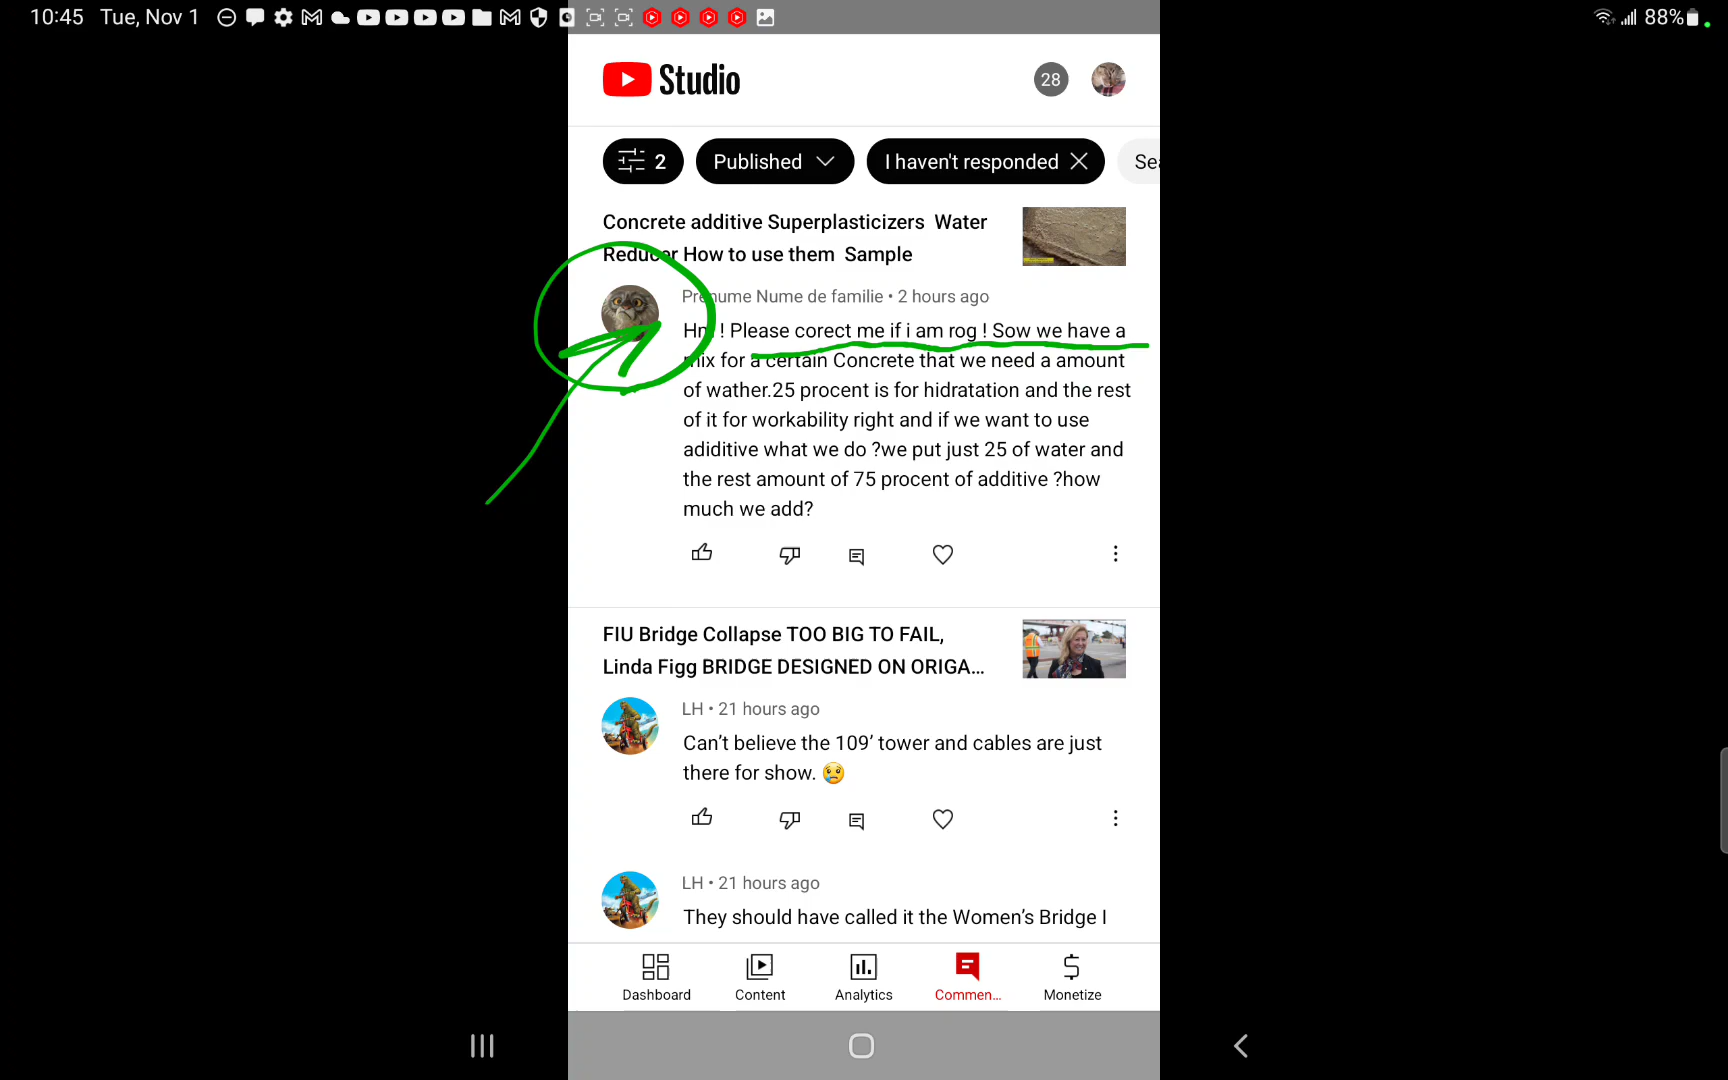 10:45 Tue, Nov 1
88%
Studio
28
2
Published
I haven't responded
Sea
Concrete additive Superplasticizers Water
Reducer How to use them Sample
Prenume Nume de familie • 2 hours ago
Hm ! Please corect me if i am rog ! Sow we have a
mix for a certain Concrete that we need a amount
of wather.25 procent is for hidratation and the rest
of it for workability right and if we want to use
adiditive what we do ?we put just 25 of water and
the rest amount of 75 procent of additive ?how
much we add?
FIU Bridge Collapse TOO BIG TO FAIL,
Linda Figg BRIDGE DESIGNED ON ORIGA...
LH • 21 hours ago
Can’t believe the 109’ tower and cables are just
there for show. 😢
LH • 21 hours ago
They should have called it the Women’s Bridge I
Dashboard
Content
Analytics
Commen...
Monetize